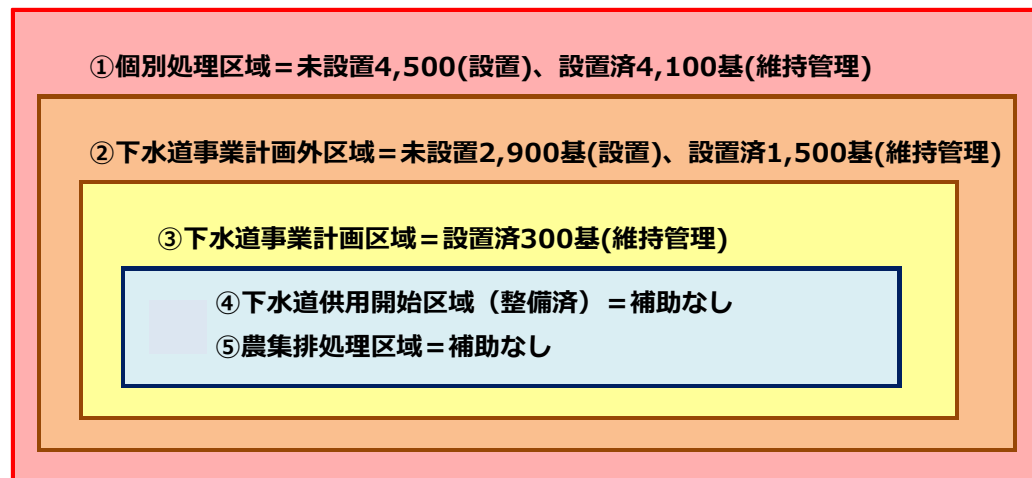 ①個別処理区域＝未設置4,500(設置)、設置済4,100基(維持管理)
②下水道事業計画外区域＝未設置2,900基(設置)、設置済1,500基(維持管理)
③下水道事業計画区域＝設置済300基(維持管理)
④下水道供用開始区域（整備済）＝補助なし
⑤農集排処理区域＝補助なし